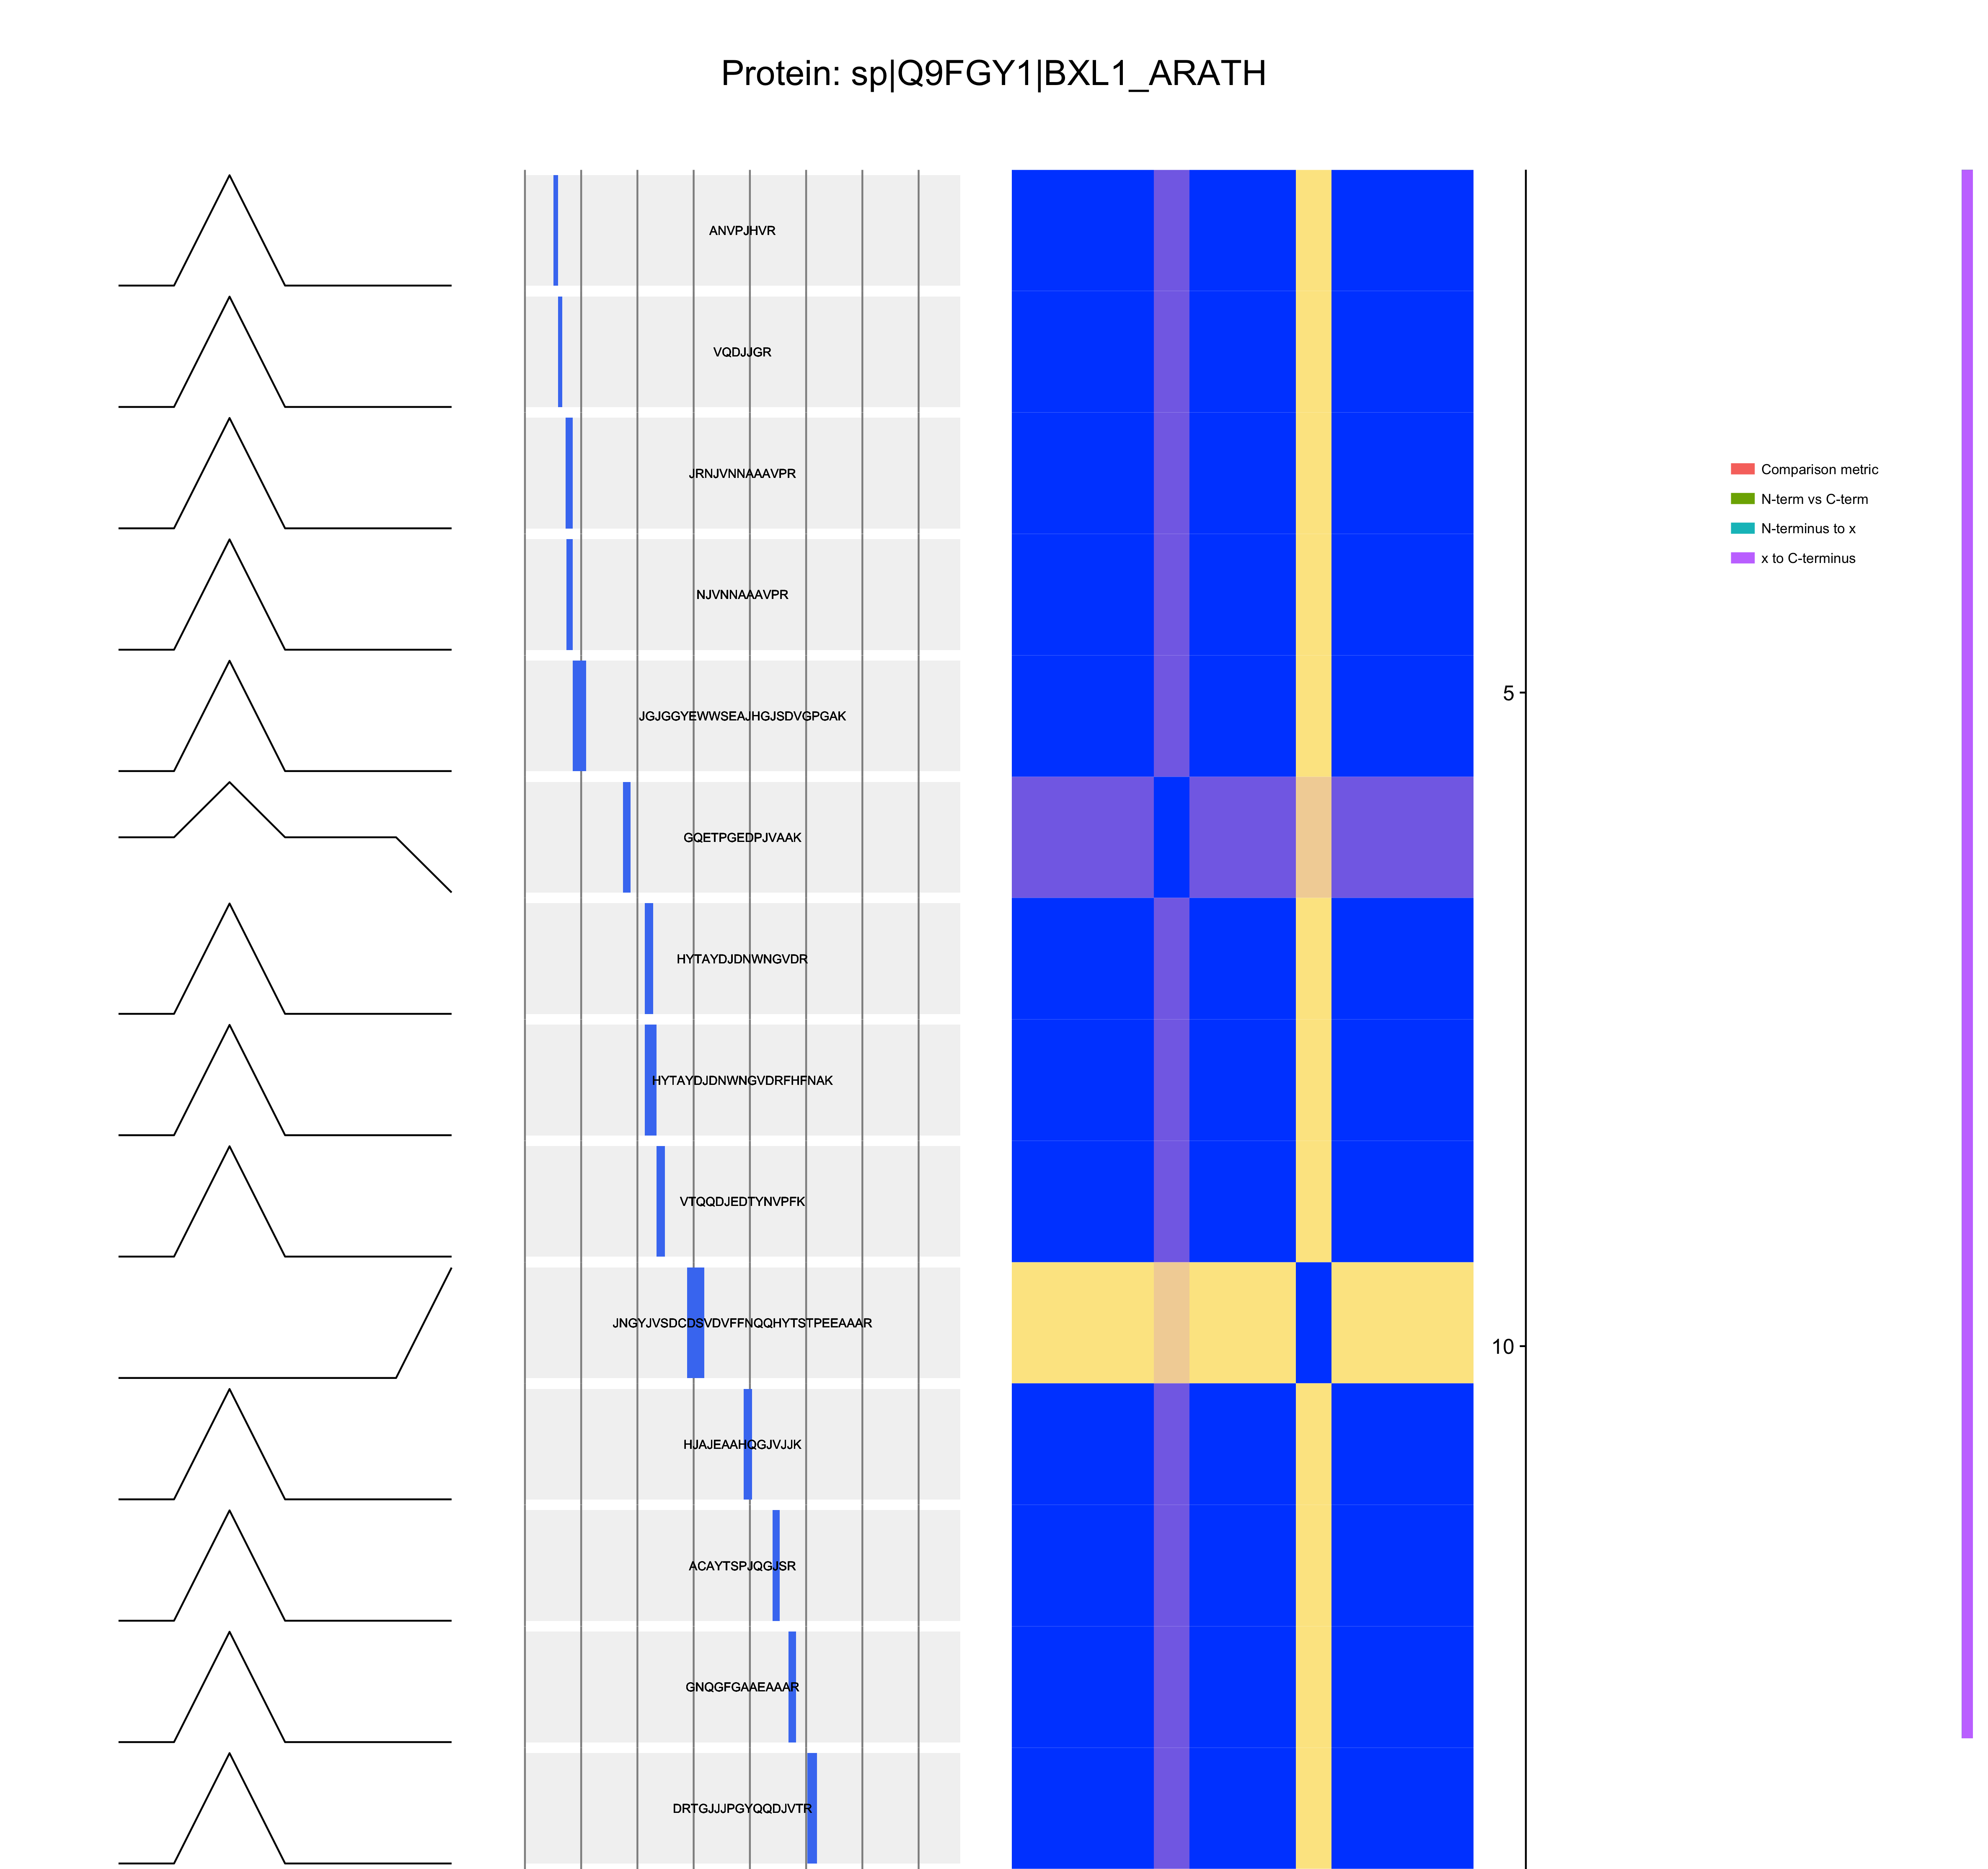 Protein: sp|Q9FGY1|BXL1_ARATH
ANVPJHVR
VQDJJGR
JRNJVNNAAAVPR
NJVNNAAAVPR
JGJGGYEWWSEAJHGJSDVGPGAK
GQETPGEDPJVAAK
HYTAYDJDNWNGVDR
HYTAYDJDNWNGVDRFHFNAK
VTQQDJEDTYNVPFK
JNGYJVSDCDSVDVFFNQQHYTSTPEEAAAR
HJAJEAAHQGJVJJK
ACAYTSPJQGJSR
GNQGFGAAEAAAR
DRTGJJJPGYQQDJVTR
5
10
Comparison metric
N-term vs C-term
N-terminus to x
x to C-terminus